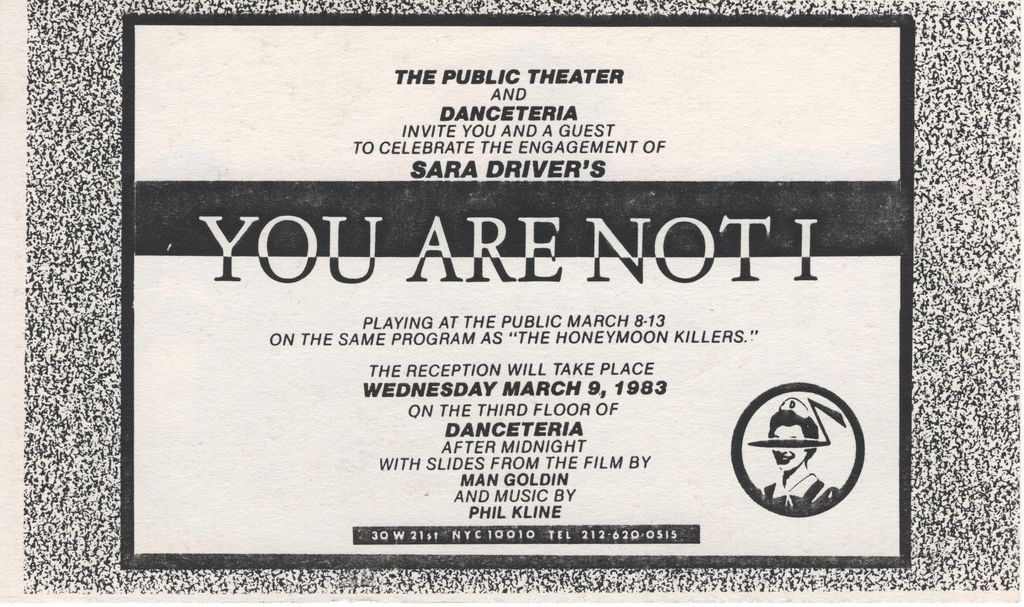 THE PUBLIC THEATER
AND
DANCETERIA
INVITE YOU AND A GUEST
TO CELEBRATE THE ENGAGEMENT OF
SARA DRIVER'S
YOU ARE NOT I
PLAYING AT THE PUBLIC MARCH 8-13
ON THE SAME PROGRAM AS "THE HONEYMOON KILLERS."
THE RECEPTION WILL TAKE PLACE
WEDNESDAY MARCH 9, 1983
ON THE THIRD FLOOR OF
DANCETERIA
AFTER MIDNIGHT
WITH SLIDES FROM THE FILM BY
MAN GOLDIN
AND MUSIC BY
PHIL KLINE
D
30 W 21st NYC 10010 TEL 212·620·0515